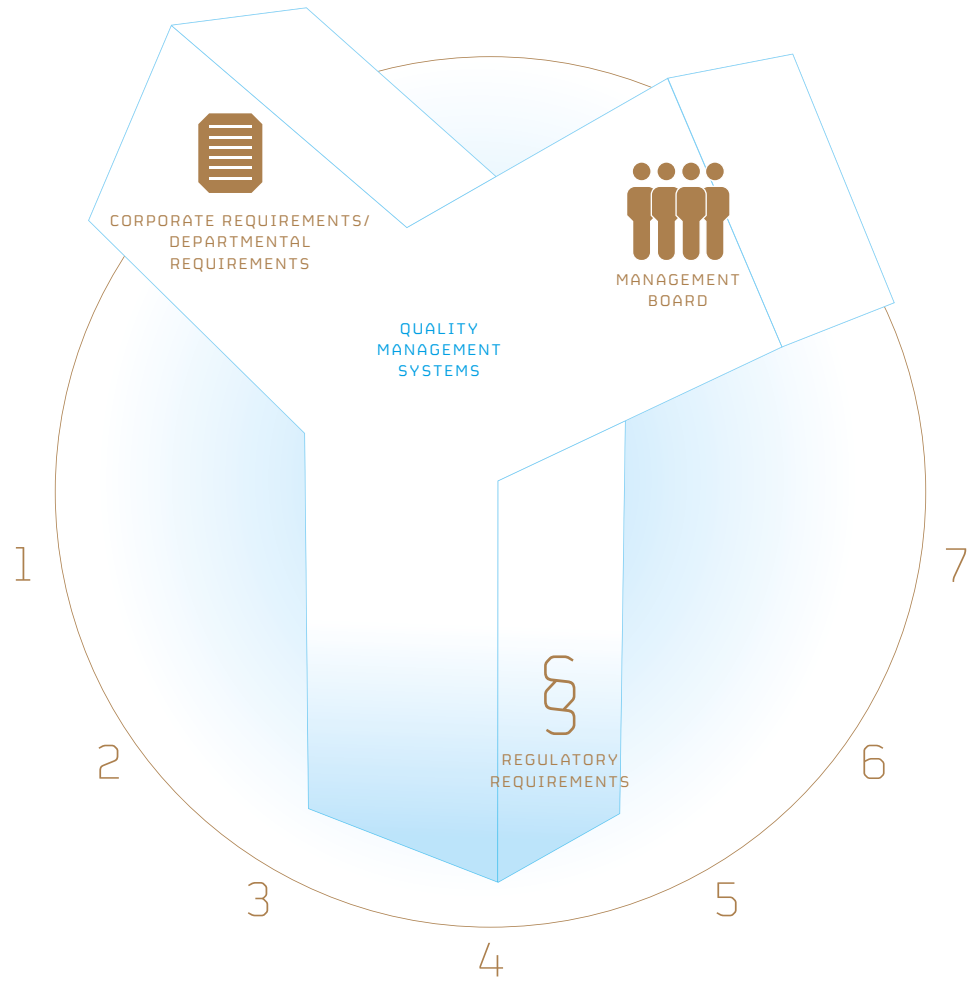 CORPORATE REQUIREMENTS/
DEPARTMENTAL
REQUIREMENTS
MANAGEMENT
BOARD
QUALITY
MANAGEMENT
SYSTEMS
1
7
§
REGULATORY
REQUIREMENTS
2
6
3
5
4